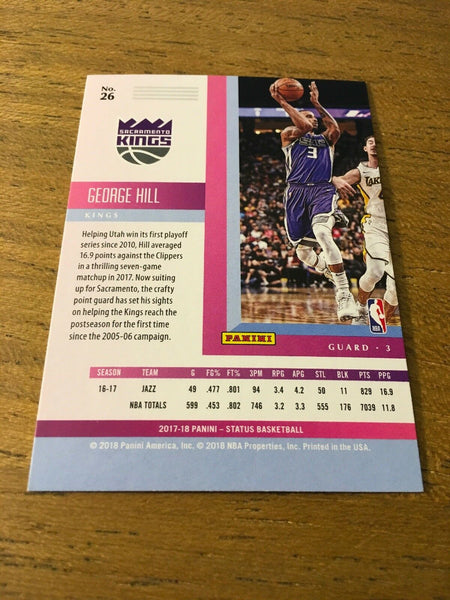 No.
26
SACRAMENTO
KINGS
GEORGE HILL
KINGS
Helping Utah win its first playoff
series since 2010, Hill averaged
16.9 points against the Clippers
in a thrilling seven-game
matchup in 2017. Now suiting
up for Sacramento, the crafty
point guard has set his sights
on helping the Kings reach the
postseason for the first time
since the 2005-06 campaign.
SAC
3
LAK
PANINI
NBA
GUARD · 3
SEASON TEAM G FG% FT% 3PM RPG APG STL BLK PTS PPG
16-17 JAZZ 49 .477 .801 94 3.4 4.2 50 11 829 16.9
NBA TOTALS 599 .453 .802 746 3.2 3.3 555 176 7039 11.8
2017-18 PANINI – STATUS BASKETBALL
© 2018 Panini America, Inc. © 2018 NBA Properties, Inc. Printed in the USA.